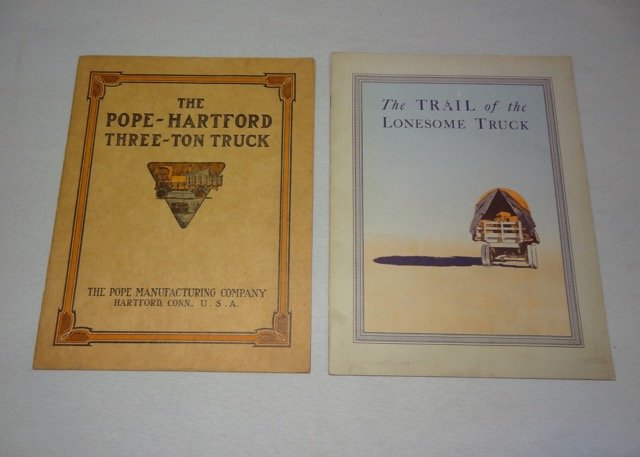 THE
POPE-HARTFORD
THREE-TON TRUCK
THE POPE MANUFACTURING COMPANY
HARTFORD, CONN., U.S.A.
The TRAIL of the
LONESOME TRUCK